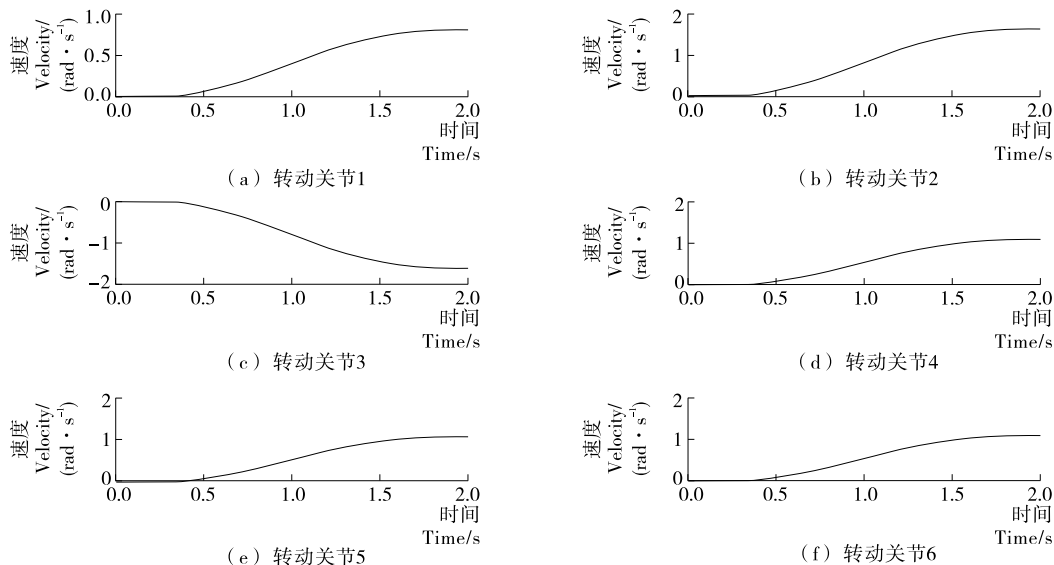 速度
Velocity/
(rad·s⁻¹)
1.0
0.5
0.0
0.5
1.0
1.5
2.0
时间
Time/s
（a）转动关节1
速度
Velocity/
(rad·s⁻¹)
2
1
0
0.0
0.5
1.0
1.5
2.0
时间
Time/s
（b）转动关节2
速度
Velocity/
(rad·s⁻¹)
0
−1
−2
0.0
0.5
1.0
1.5
2.0
时间
Time/s
（c）转动关节3
速度
Velocity/
(rad·s⁻¹)
2
1
0
0.0
0.5
1.0
1.5
2.0
时间
Time/s
（d）转动关节4
速度
Velocity/
(rad·s⁻¹)
2
1
0
0.0
0.5
1.0
1.5
2.0
时间
Time/s
（e）转动关节5
速度
Velocity/
(rad·s⁻¹)
2
1
0
0.0
0.5
1.0
1.5
2.0
时间
Time/s
（f）转动关节6